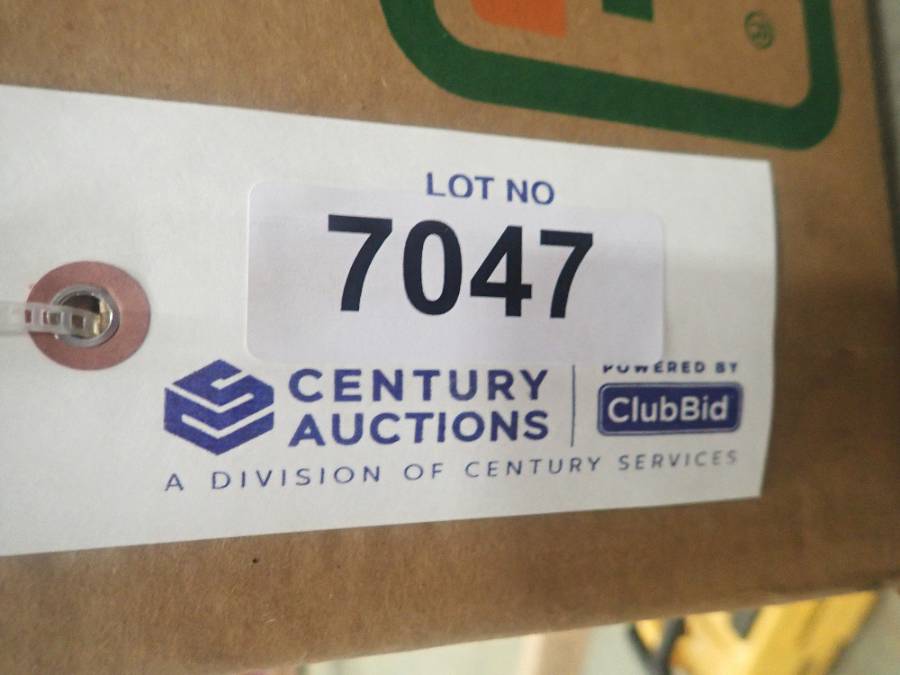 LOT NO
7047
CENTURY
AUCTIONS
POWERED BY
ClubBid
A DIVISION OF CENTURY SERVICES
®